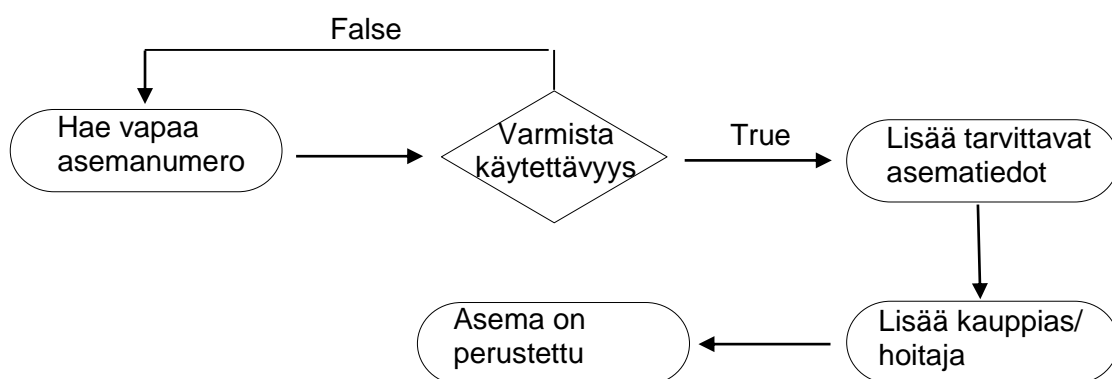 False
Hae vapaa
asemanumero
Varmista
käytettävyys
True
Lisää tarvittavat
asematiedot
Lisää kauppias/
hoitaja
Asema on
perustettu